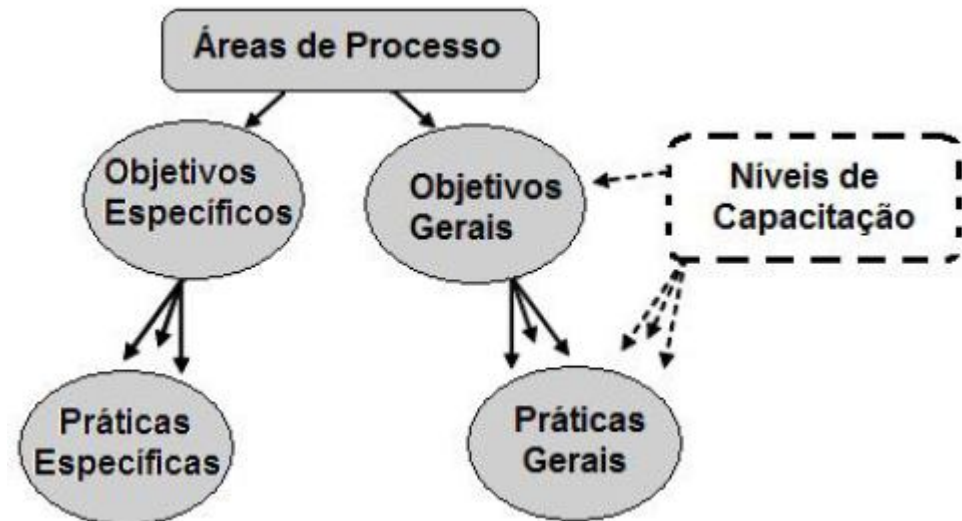 Áreas de Processo
Objetivos
Específicos
Objetivos
Gerais
Níveis de
Capacitação
Práticas
Específicas
Práticas
Gerais